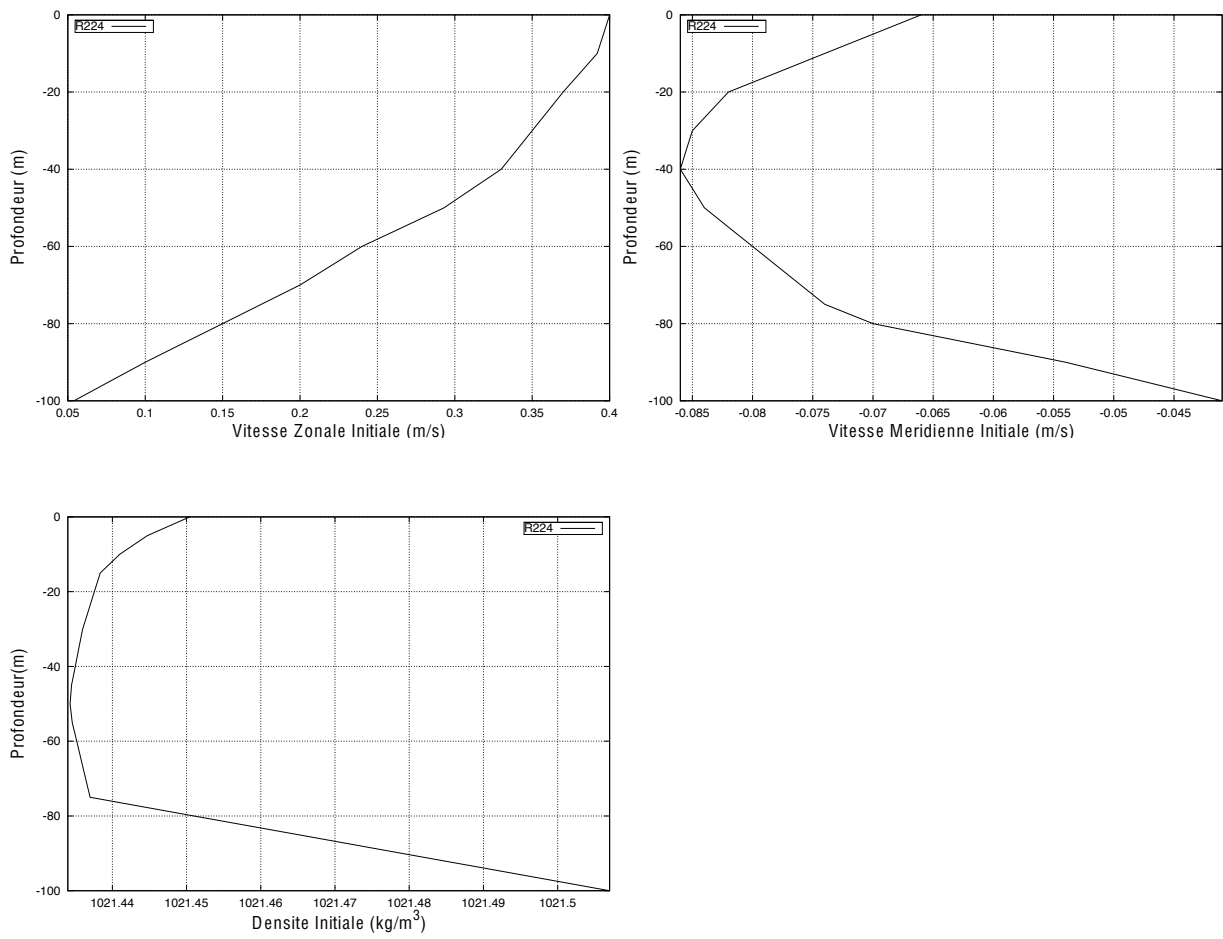 R224
0
-20
-40
-60
-80
-100
Profondeur (m)
0.05 0.1 0.15 0.2 0.25 0.3 0.35 0.4
Vitesse Zonale Initiale (m/s)
R224
0
-20
-40
-60
-80
-100
Profondeur (m)
-0.085 -0.08 -0.075 -0.07 -0.065 -0.06 -0.055 -0.05 -0.045
Vitesse Meridienne Initiale (m/s)
R224
0
-20
-40
-60
-80
-100
Profondeur(m)
1021.44 1021.45 1021.46 1021.47 1021.48 1021.49 1021.5
Densite Initiale (kg/m³)